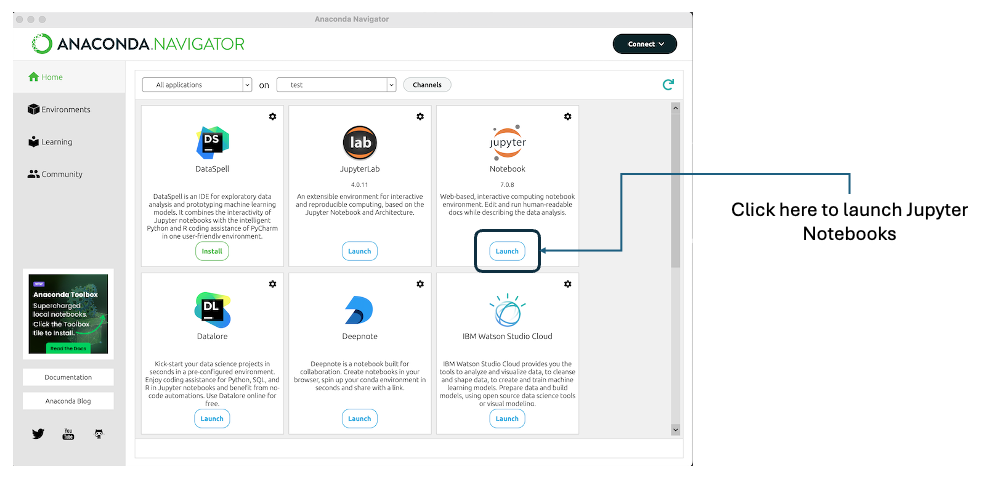 Anaconda Navigator
ANACONDA.NAVIGATOR
Connect
Home
Environments
Learning
Community
All applications
on
test
Channels
DS
DataSpell
DataSpell is an IDE for exploratory data
analysis and prototyping machine learning
models. It combines the interactivity of
Jupyter notebooks with the intelligent
Python and R coding assistance of PyCharm
in one user-friendly environment.
Install
lab
JupyterLab
4.0.11
An extensible environment for interactive
and reproducible computing, based on the
Jupyter Notebook and Architecture.
Launch
jupyter
Notebook
7.0.8
Web-based, interactive computing notebook
environment. Edit and run human-readable
docs while describing the data analysis.
Launch
Click here to launch Jupyter
Notebooks
DL
Datalore
Kick-start your data science projects in
seconds in a pre-configured environment.
Enjoy coding assistance for Python, SQL, and
R in Jupyter notebooks and benefit from no-
code automations. Use Datalore online for
free.
Launch
Deepnote
Deepnote is a notebook built for
collaboration. Create notebooks in your
browser, spin up your conda environment in
seconds and share with a link.
Launch
IBM Watson Studio Cloud
IBM Watson Studio Cloud provides you the
tools to analyze and visualize data, to cleanse
and shape data, to create and train machine
learning models. Prepare data and build
models, using open source data science tools
or visual modeling.
Launch
Anaconda Toolbox
Supercharged
local notebooks.
Click the Toolbox
tile to install.
Read the Docs
Documentation
Anaconda Blog
You
Tube